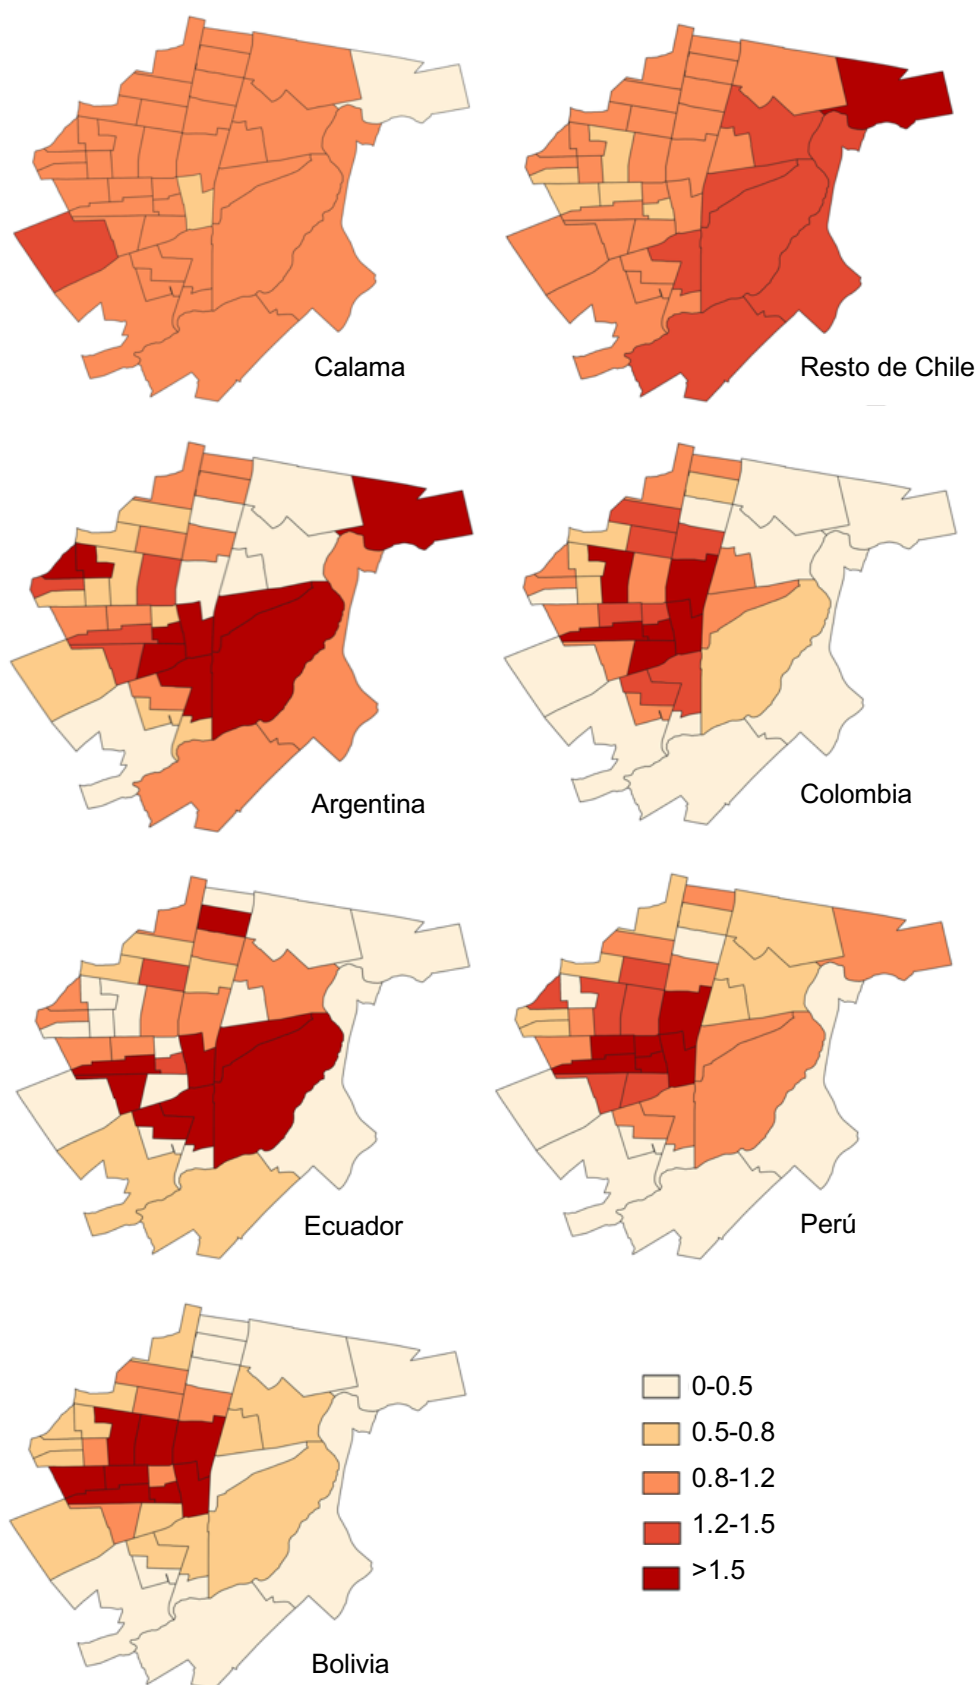 Calama
Resto de Chile
Argentina
Colombia
Ecuador
Perú
Bolivia
0-0.5
0.5-0.8
0.8-1.2
1.2-1.5
>1.5